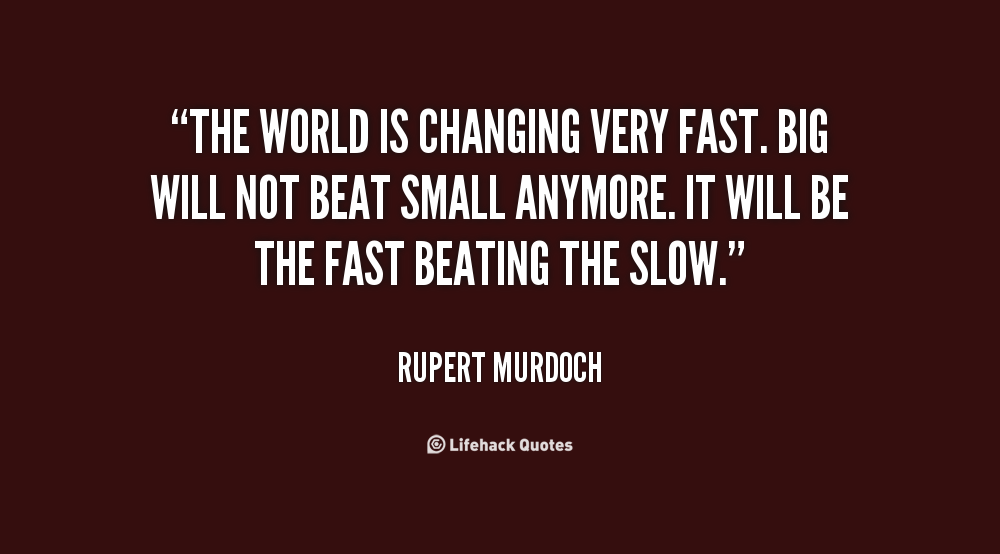 “THE WORLD IS CHANGING VERY FAST. BIG
WILL NOT BEAT SMALL ANYMORE. IT WILL BE
THE FAST BEATING THE SLOW.”
RUPERT MURDOCH
Lifehack Quotes